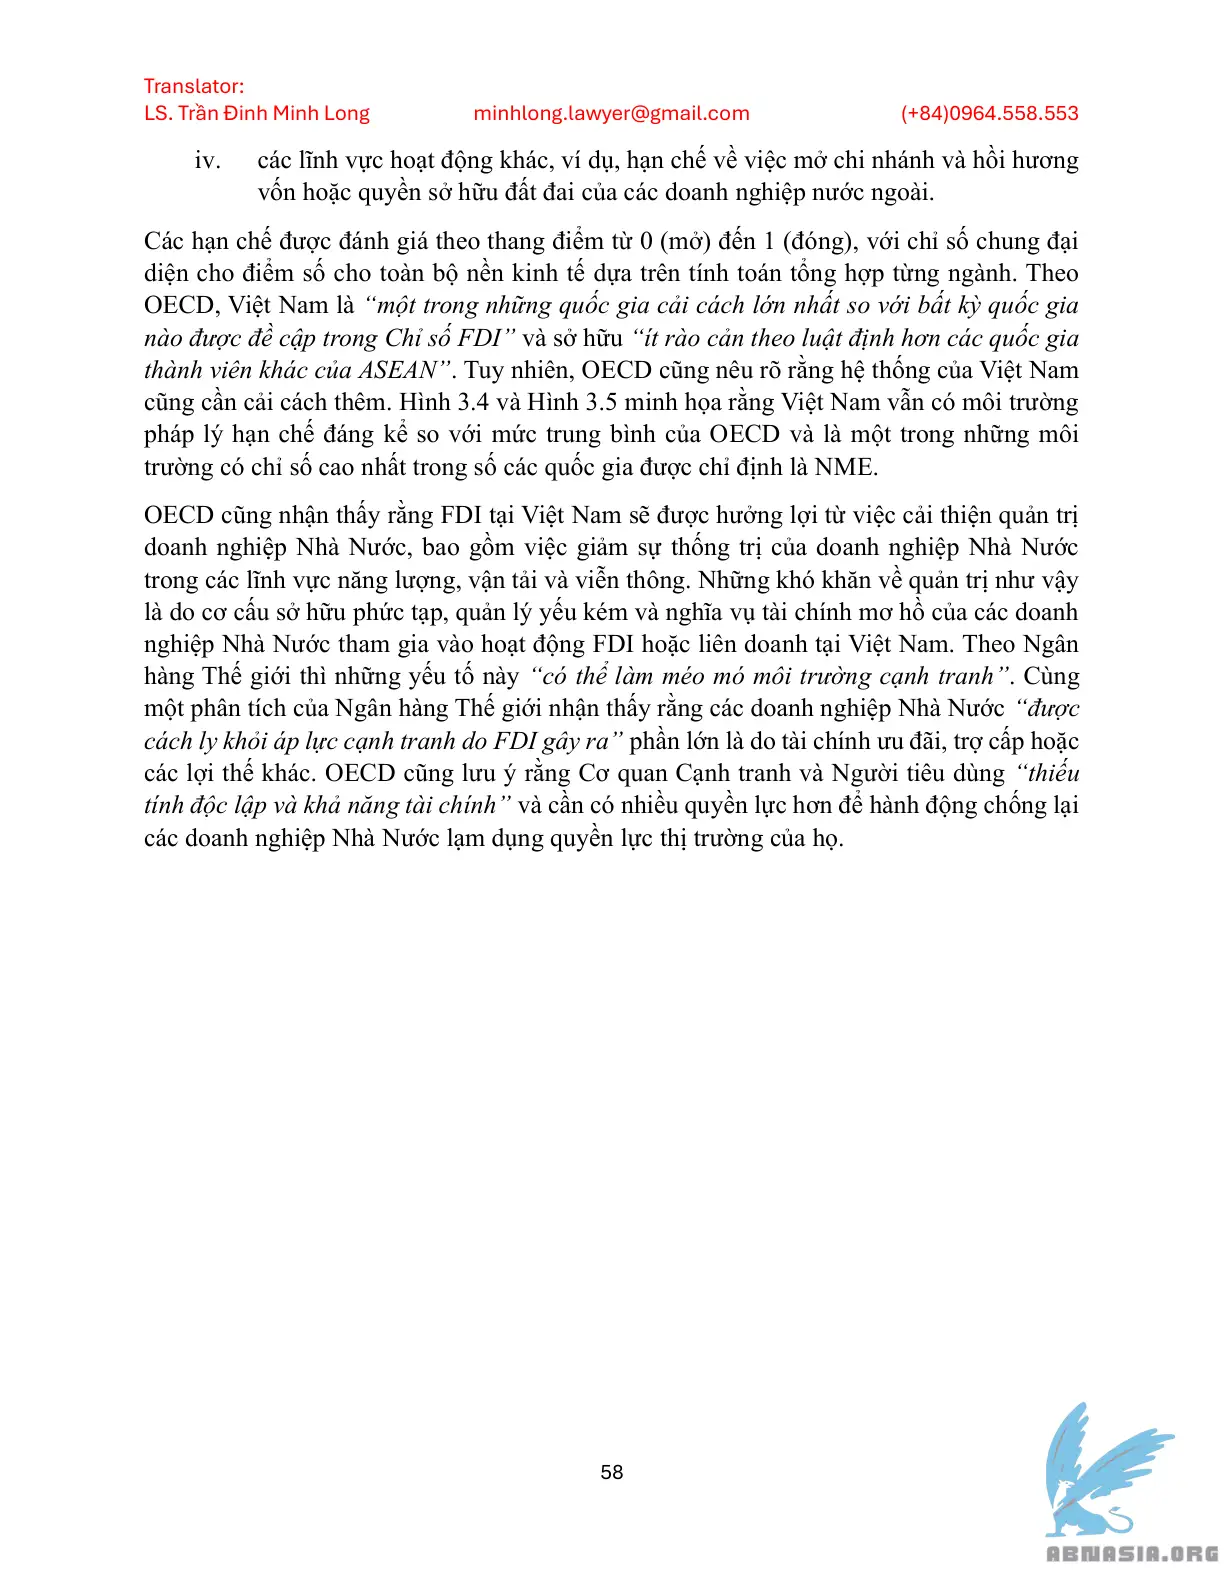 Translator:
LS. Trần Đinh Minh Long minhlong.lawyer@gmail.com (+84)0964.558.553
iv. các lĩnh vực hoạt động khác, ví dụ, hạn chế về việc mở chi nhánh và hồi hương
vốn hoặc quyền sở hữu đất đai của các doanh nghiệp nước ngoài.
Các hạn chế được đánh giá theo thang điểm từ 0 (mở) đến 1 (đóng), với chỉ số chung đại
diện cho điểm số cho toàn bộ nền kinh tế dựa trên tính toán tổng hợp từng ngành. Theo
OECD, Việt Nam là “một trong những quốc gia cải cách lớn nhất so với bất kỳ quốc gia
nào được đề cập trong Chỉ số FDI” và sở hữu “ít rào cản theo luật định hơn các quốc gia
thành viên khác của ASEAN”. Tuy nhiên, OECD cũng nêu rõ rằng hệ thống của Việt Nam
cũng cần cải cách thêm. Hình 3.4 và Hình 3.5 minh họa rằng Việt Nam vẫn có môi trường
pháp lý hạn chế đáng kể so với mức trung bình của OECD và là một trong những môi
trường có chỉ số cao nhất trong số các quốc gia được chỉ định là NME.
OECD cũng nhận thấy rằng FDI tại Việt Nam sẽ được hưởng lợi từ việc cải thiện quản trị
doanh nghiệp Nhà Nước, bao gồm việc giảm sự thống trị của doanh nghiệp Nhà Nước
trong các lĩnh vực năng lượng, vận tải và viễn thông. Những khó khăn về quản trị như vậy
là do cơ cấu sở hữu phức tạp, quản lý yếu kém và nghĩa vụ tài chính mơ hồ của các doanh
nghiệp Nhà Nước tham gia vào hoạt động FDI hoặc liên doanh tại Việt Nam. Theo Ngân
hàng Thế giới thì những yếu tố này “có thể làm méo mó môi trường cạnh tranh”. Cùng
một phân tích của Ngân hàng Thế giới nhận thấy rằng các doanh nghiệp Nhà Nước “được
cách ly khỏi áp lực cạnh tranh do FDI gây ra” phần lớn là do tài chính ưu đãi, trợ cấp hoặc
các lợi thế khác. OECD cũng lưu ý rằng Cơ quan Cạnh tranh và Người tiêu dùng “thiếu
tính độc lập và khả năng tài chính” và cần có nhiều quyền lực hơn để hành động chống lại
các doanh nghiệp Nhà Nước lạm dụng quyền lực thị trường của họ.
58
ABNASIA.ORG